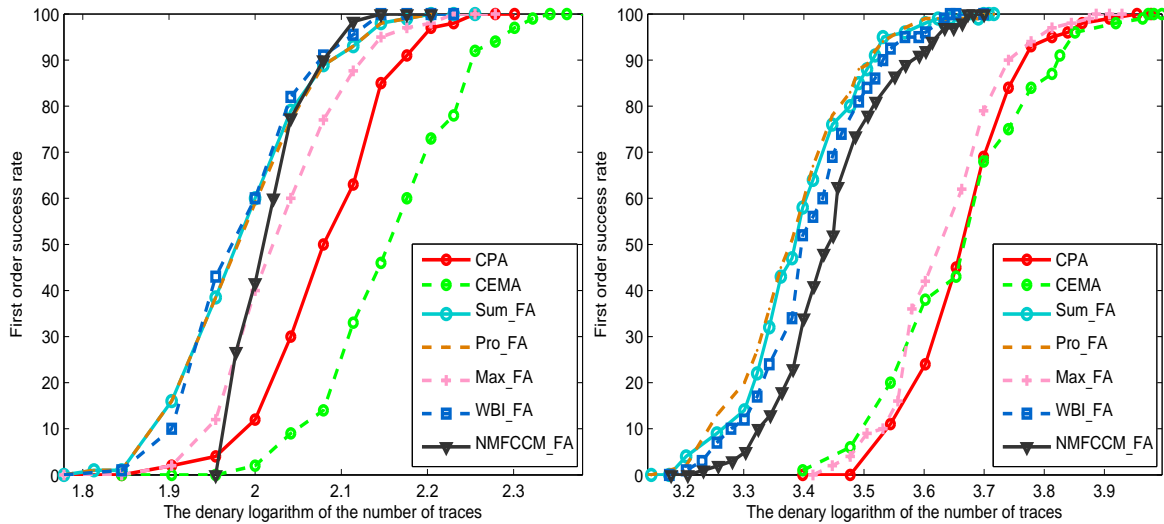 100
90
80
70
60
50
40
30
20
10
0
First order success rate
CPA
CEMA
Sum_FA
Pro_FA
Max_FA
WBI_FA
NMFCCM_FA
1.8 1.9 2 2.1 2.2 2.3
The denary logarithm of the number of traces
100
90
80
70
60
50
40
30
20
10
0
First order success rate
CPA
CEMA
Sum_FA
Pro_FA
Max_FA
WBI_FA
NMFCCM_FA
3.2 3.3 3.4 3.5 3.6 3.7 3.8 3.9
The denary logarithm of the number of traces